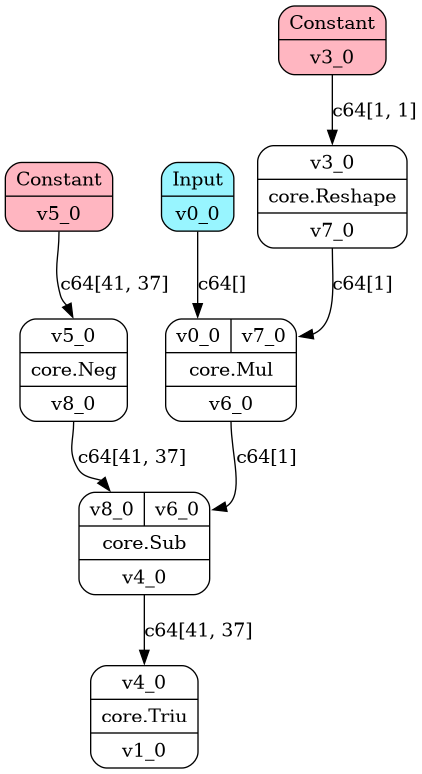 Constant
v3_0
c64[1, 1]
Constant
v5_0
Input
v0_0
v3_0
core.Reshape
v7_0
c64[41, 37]
c64[]
c64[1]
v5_0
core.Neg
v8_0
v0_0 v7_0
core.Mul
v6_0
c64[41, 37]
c64[1]
v8_0 v6_0
core.Sub
v4_0
c64[41, 37]
v4_0
core.Triu
v1_0